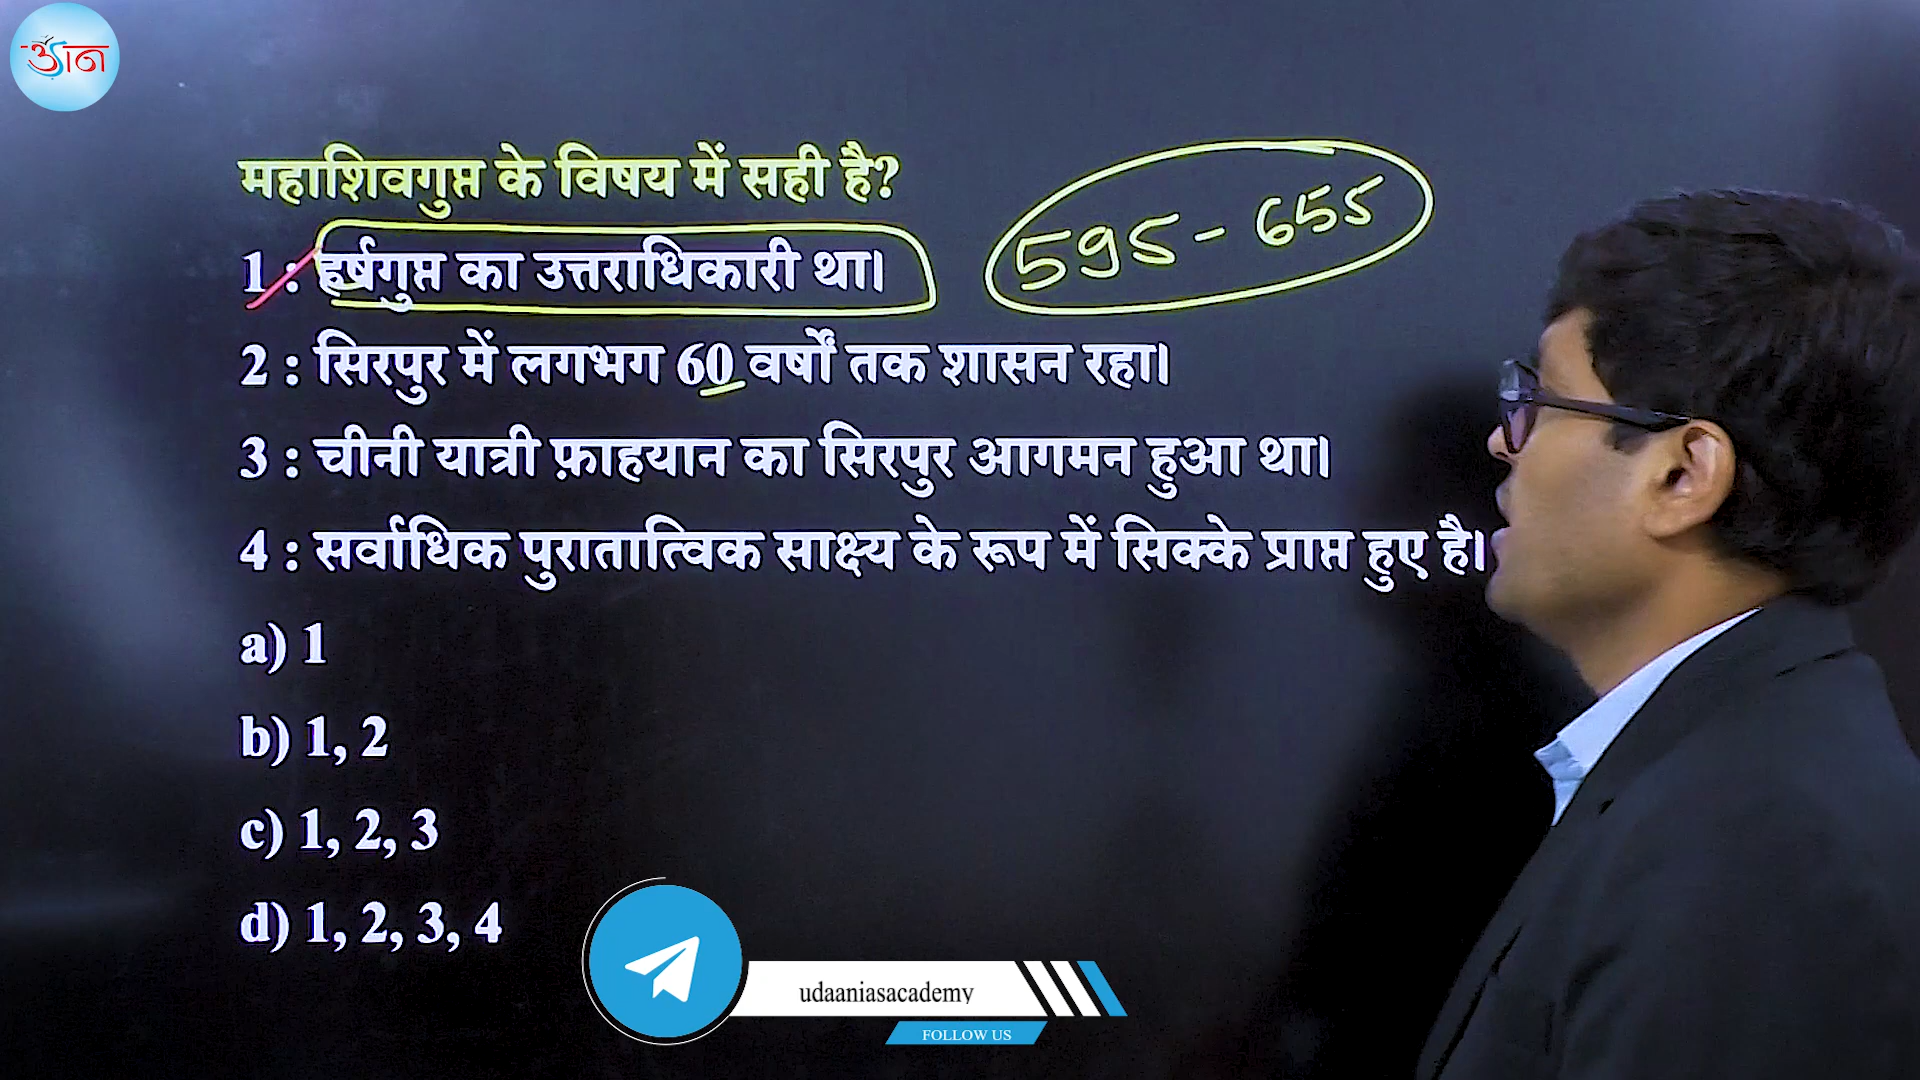 उड़ान
महाशिवगुप्त के विषय में सही है?
595 - 655
1 : हर्षगुप्त का उत्तराधिकारी था।
2 : सिरपुर में लगभग 60 वर्षों तक शासन रहा।
3 : चीनी यात्री फ़ाहयान का सिरपुर आगमन हुआ था।
4 : सर्वाधिक पुरातात्विक साक्ष्य के रूप में सिक्के प्राप्त हुए है।
a) 1
b) 1, 2
c) 1, 2, 3
d) 1, 2, 3, 4
udaaniasacademy
FOLLOW US